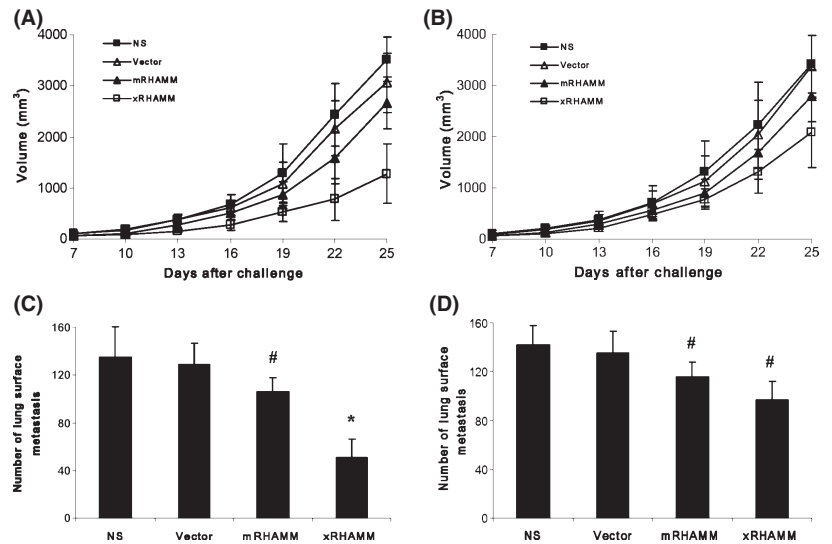 (A)
4000
3000
2000
1000
0
Volume (mm³)
NS
Vector
mRHAMM
xRHAMM
7 10 13 16 19 22 25
Days after challenge
(B)
4000
3000
2000
1000
0
Volume (mm³)
NS
Vector
mRHAMM
xRHAMM
7 10 13 16 19 22 25
Days after challenge
(C)
160
120
80
40
0
Number of lung surface
metastasis
#
*
NS Vector mRHAMM xRHAMM
(D)
160
120
80
40
0
Number of lung surface
metastasis
#
#
NS Vector mRHAMM xRHAMM